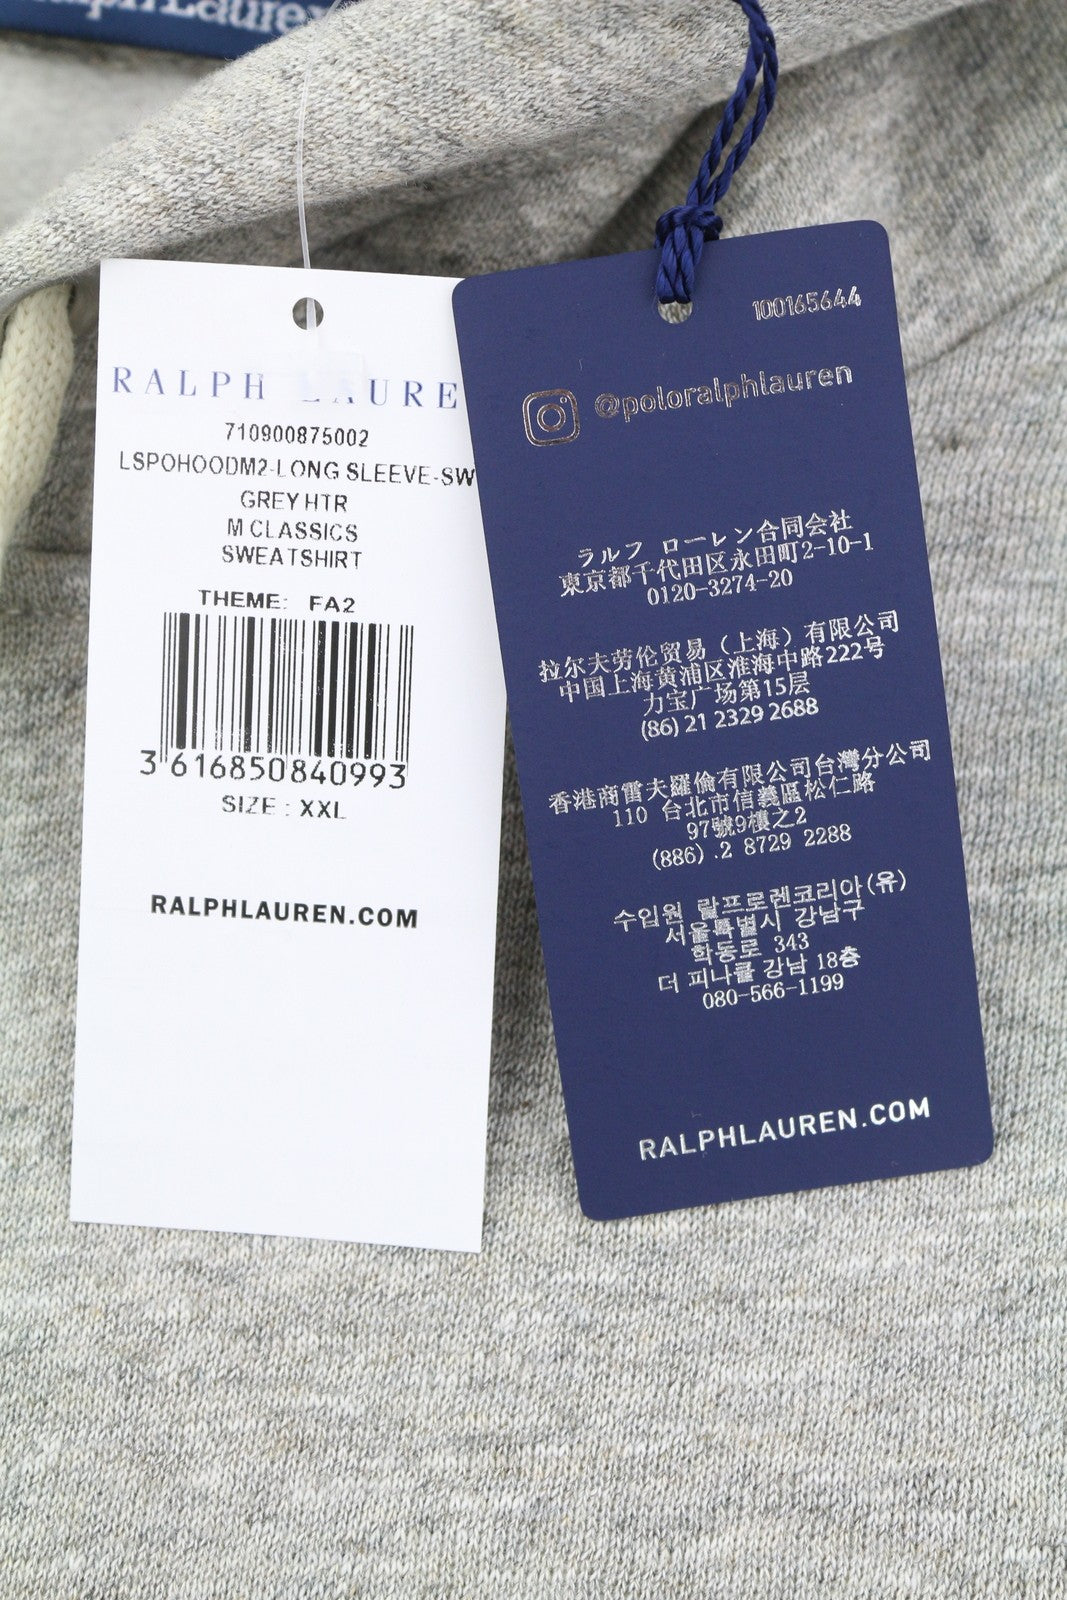 Ralph Lauren
RALPH LAUREN
710900875002
LSPOHOODM2-LONG SLEEVE-SW
GREY HTR
M CLASSICS
SWEATSHIRT
THEME: FA2
3616850840993
SIZE : XXL
RALPHLAUREN.COM
100165644
@poloralphlauren
ラルフ ローレン合同会社
東京都千代田区永田町2-10-1
0120-3274-20
拉尔夫劳伦贸易（上海）有限公司
中国上海黄浦区淮海中路222号
力宝广场第15层
(86) 21 2329 2688
香港商雷夫羅倫有限公司台灣分公司
110 台北市信義區松仁路
97號9樓之2
(886) .2 8729 2288
수입원 랄프로렌코리아(유)
서울특별시 강남구
학동로 343
더 피나클 강남 18층
080-566-1199
RALPHLAUREN.COM